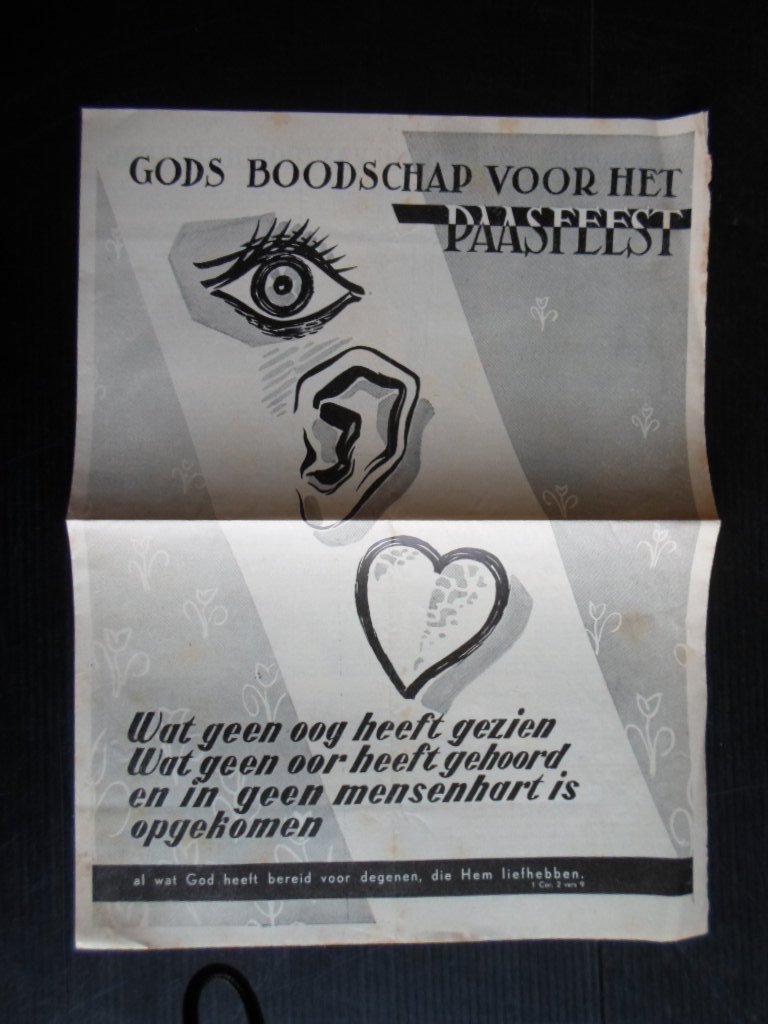 GODS BOODSCHAP VOOR HET
PAASFEEST
Wat geen oog heeft gezien
Wat geen oor heeft gehoord
en in geen mensenhart is
opgekomen
al wat God heeft bereid voor degenen, die Hem liefhebben.
1 Cor. 2 vers 9